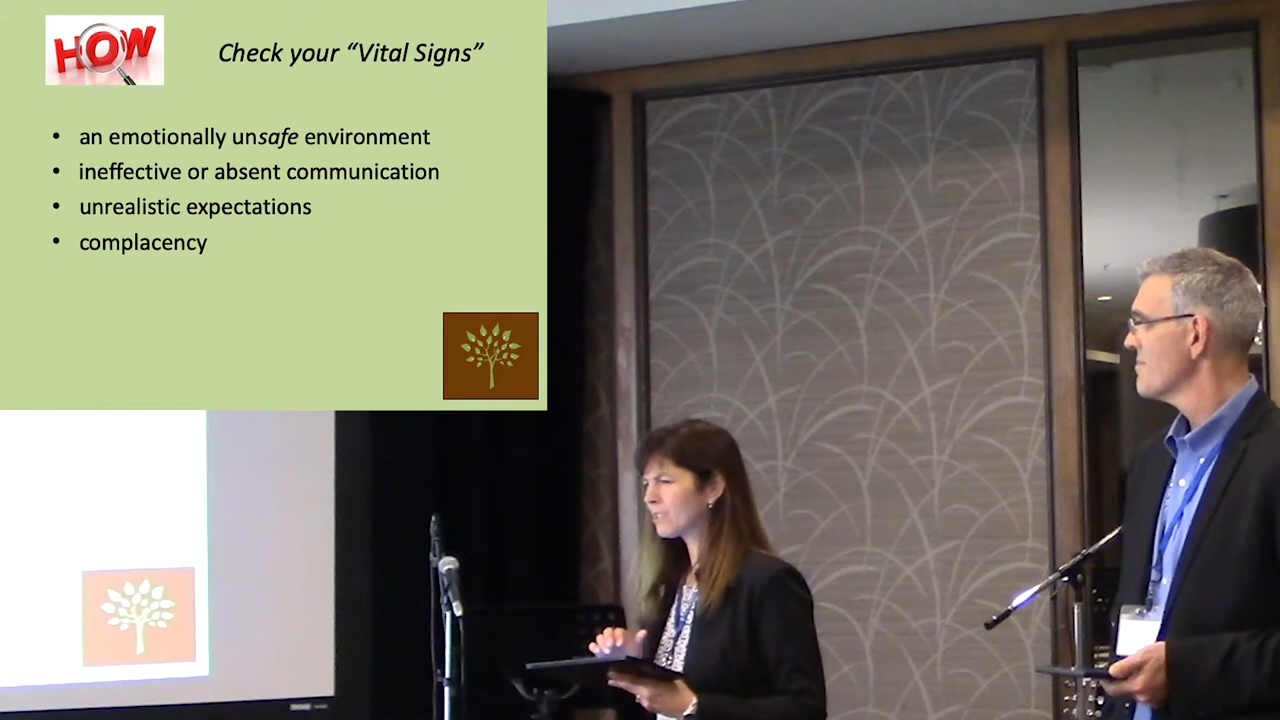 HOW
Check your “Vital Signs”
• an emotionally unsafe environment
• ineffective or absent communication
• unrealistic expectations
• complacency